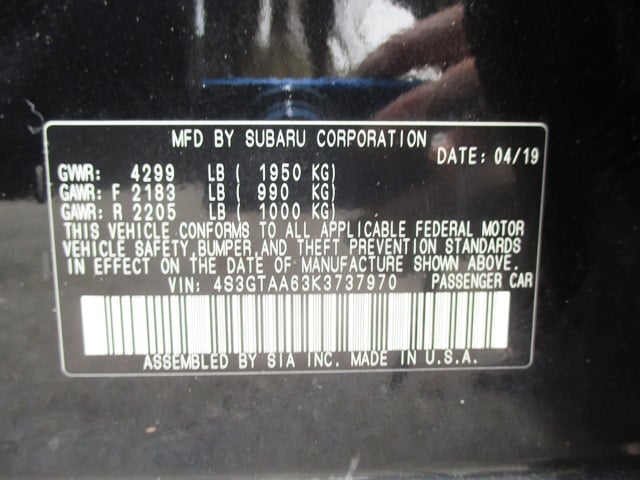 MFD BY SUBARU CORPORATION
DATE: 04/19
GVWR: 4299 LB ( 1950 KG)
GAWR: F 2183 LB ( 990 KG)
GAWR: R 2205 LB ( 1000 KG)
THIS VEHICLE CONFORMS TO ALL APPLICABLE FEDERAL MOTOR
VEHICLE SAFETY,BUMPER,AND THEFT PREVENTION STANDARDS
IN EFFECT ON THE DATE OF MANUFACTURE SHOWN ABOVE.
VIN: 4S3GTAA63K3737970 PASSENGER CAR
ASSEMBLED BY SIA INC. MADE IN U.S.A.